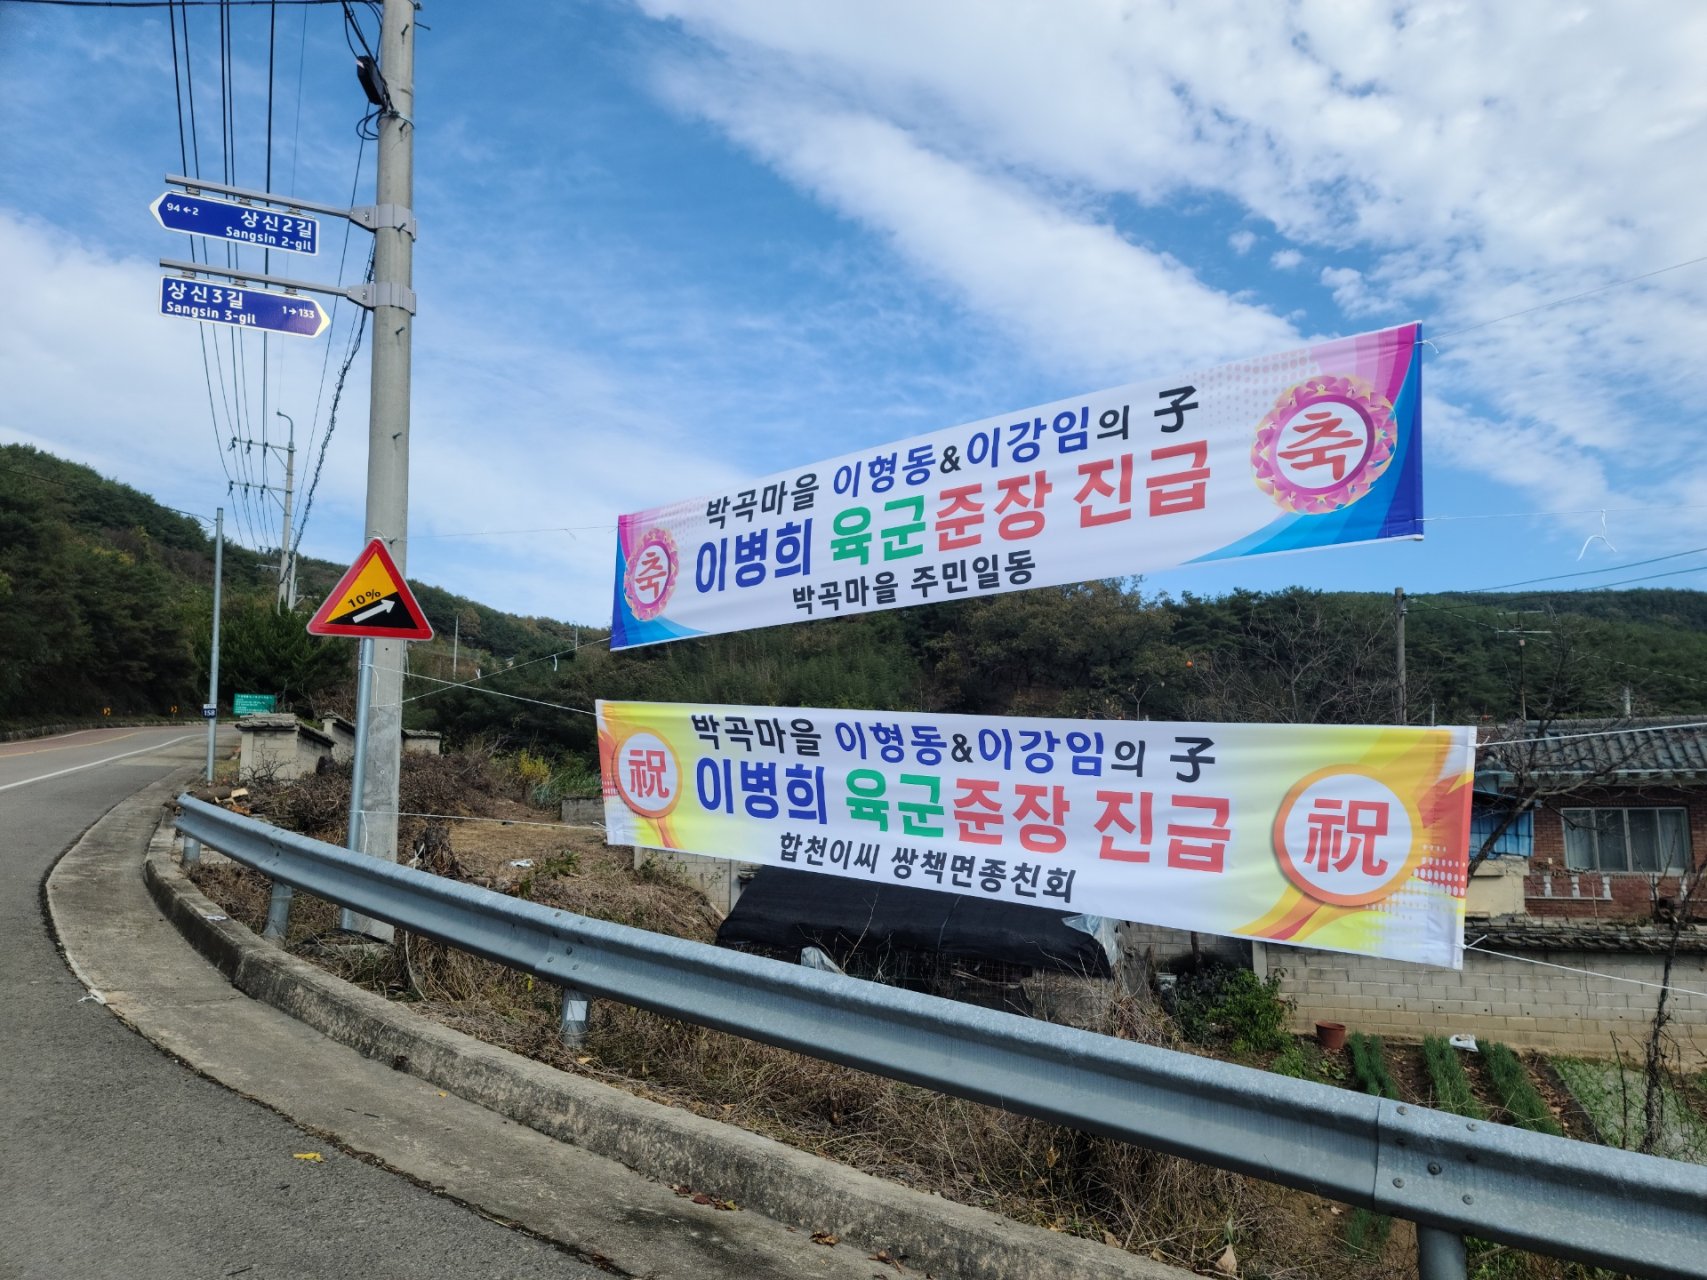 94 ← 2 상신2길
Sangsin 2-gil
상신3길
Sangsin 3-gil 1 → 133
10%
158
축
박곡마을 이형동&이강임의 子
이병희 육군준장 진급
박곡마을 주민일동
축
祝
박곡마을 이형동&이강임의 子
이병희 육군준장 진급
합천이씨 쌍책면종친회
祝